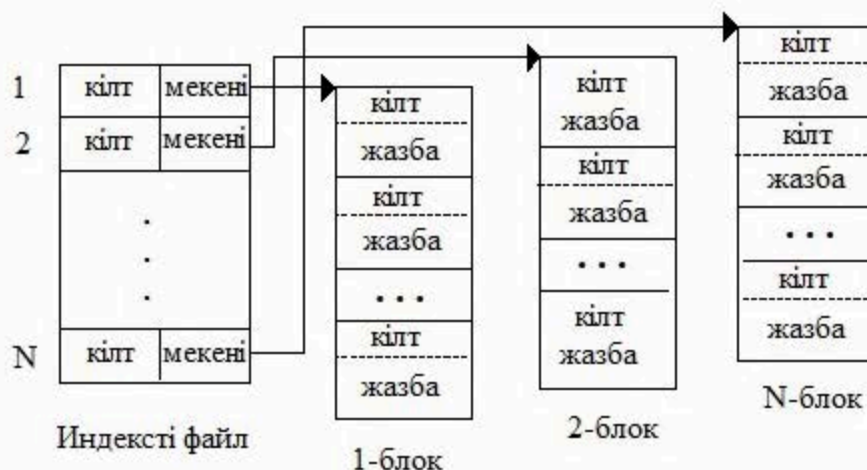 1 кілт мекені
2 кілт мекені
.
.
.
N кілт мекені
Индексті файл
кілт
жазба
кілт
жазба
...
кілт
жазба
1-блок
кілт
жазба
кілт
жазба
...
кілт
жазба
2-блок
кілт
жазба
кілт
жазба
...
кілт
жазба
N-блок